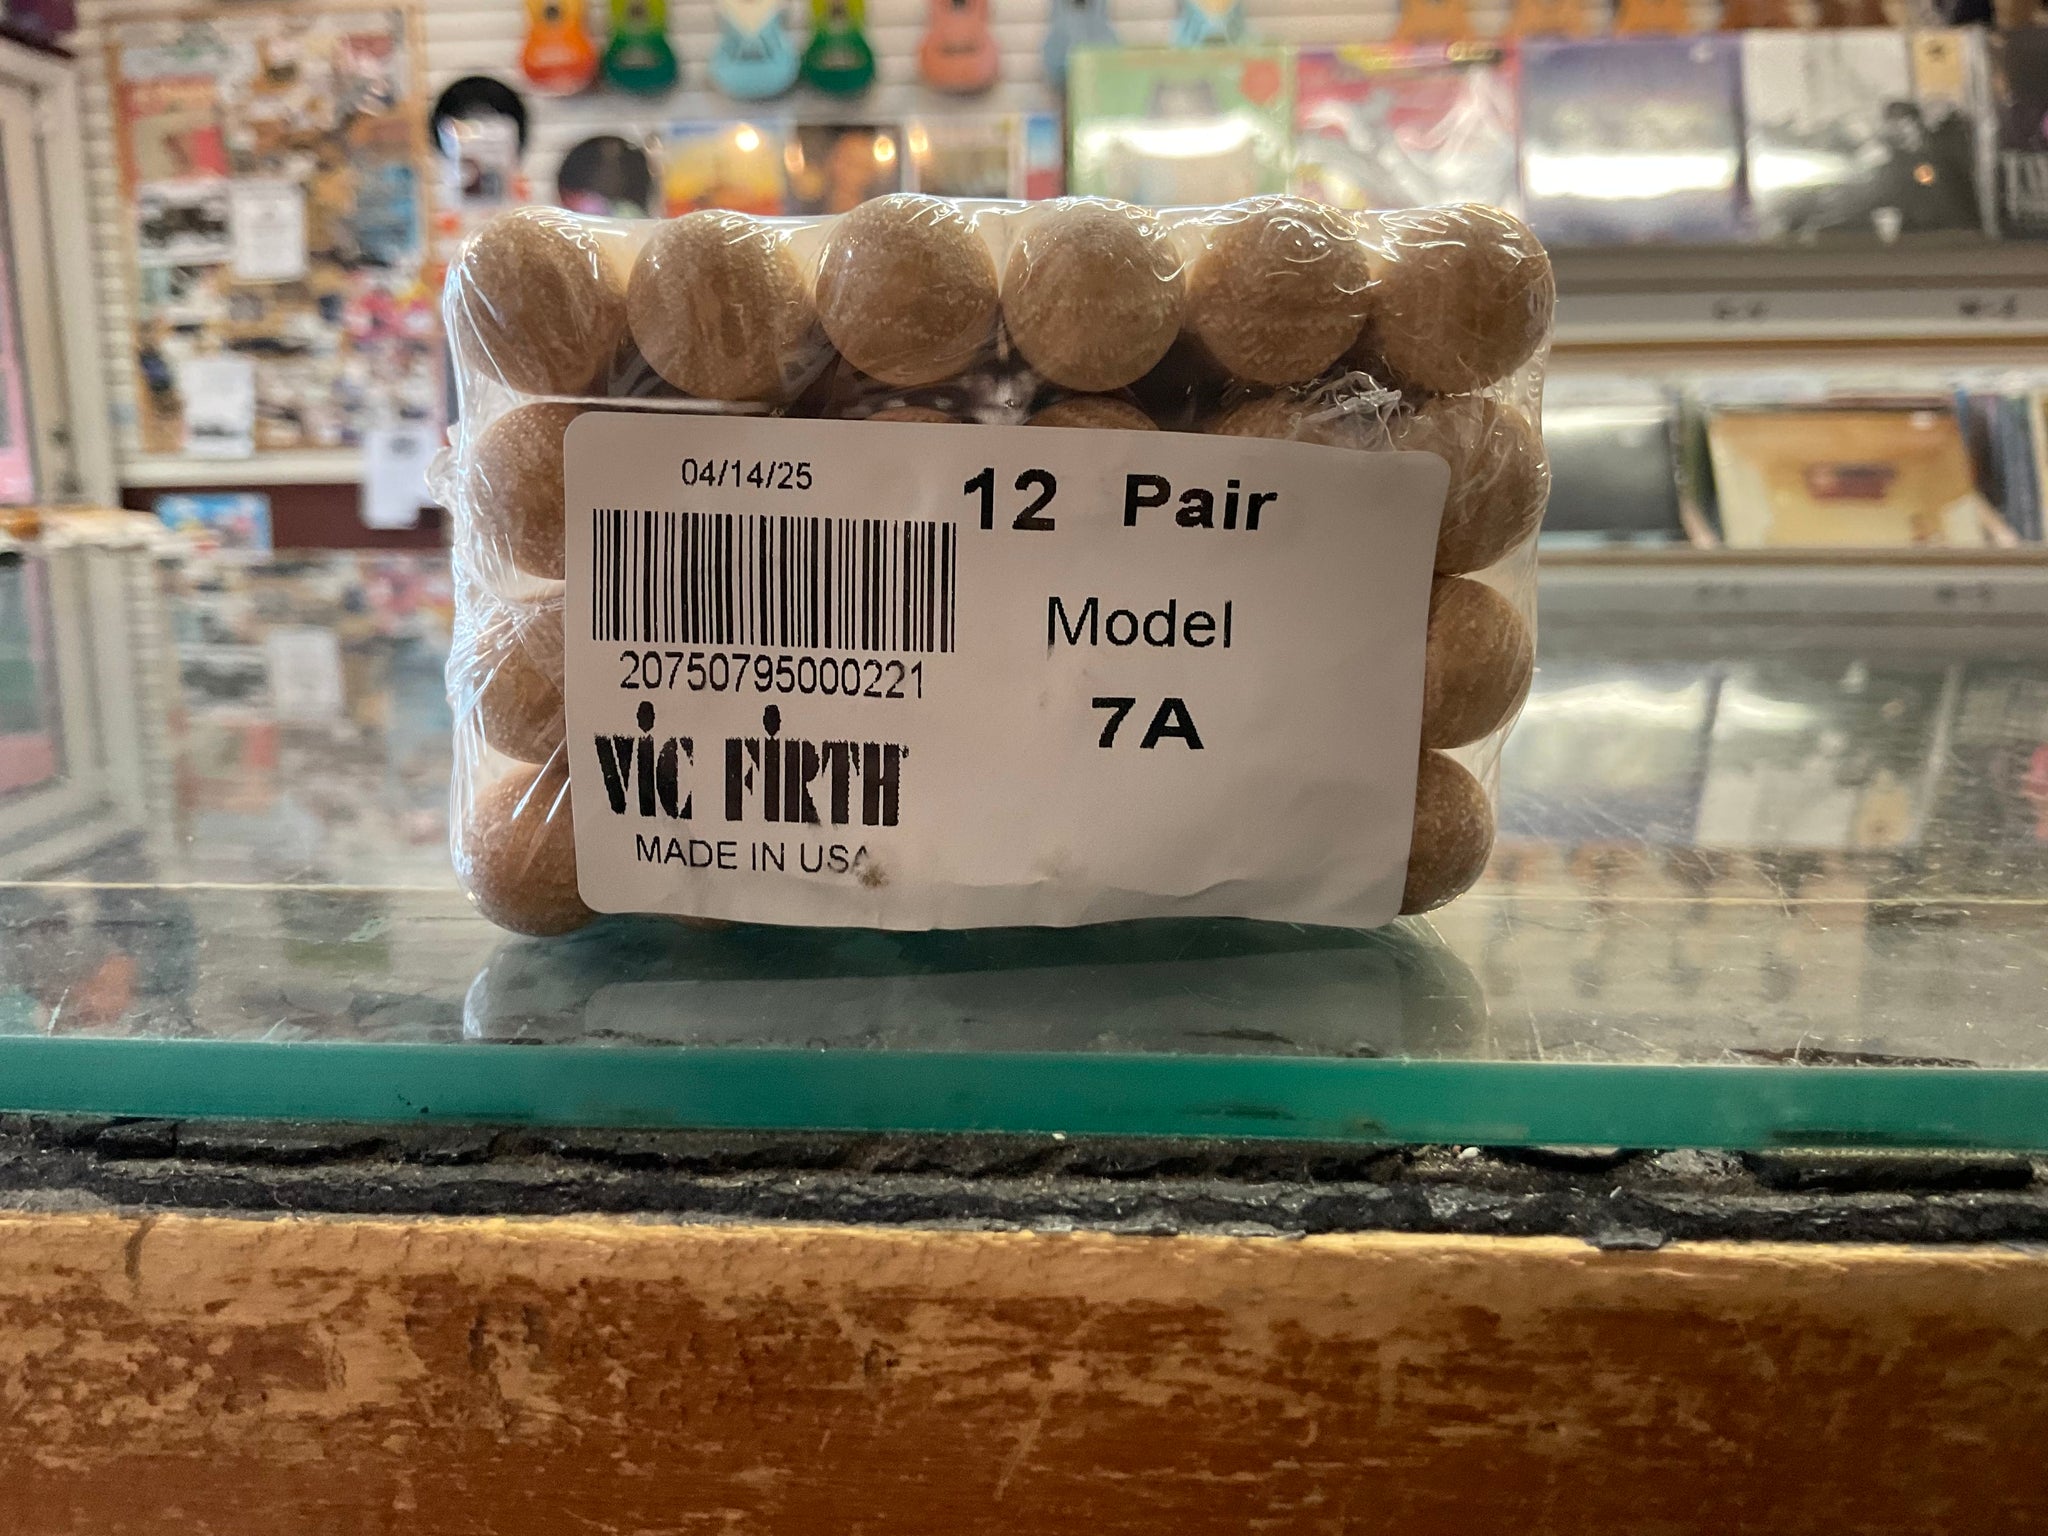 04/14/25
20750795000221
VIC FIRTH
MADE IN USA
12 Pair
Model
7A